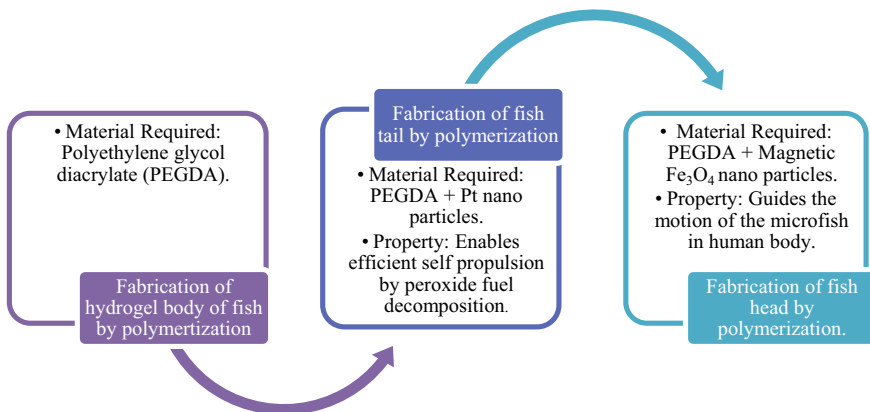 • Material Required:
Polyethylene glycol
diacrylate (PEGDA).
Fabrication of
hydrogel body of fish
by polymertization
Fabrication of fish
tail by polymerization
• Material Required:
PEGDA + Pt nano
particles.
• Property: Enables
efficient self propulsion
by peroxide fuel
decomposition.
• Material Required:
PEGDA + Magnetic
Fe₃O₄ nano particles.
• Property: Guides the
motion of the microfish
in human body.
Fabrication of fish
head by
polymerization.